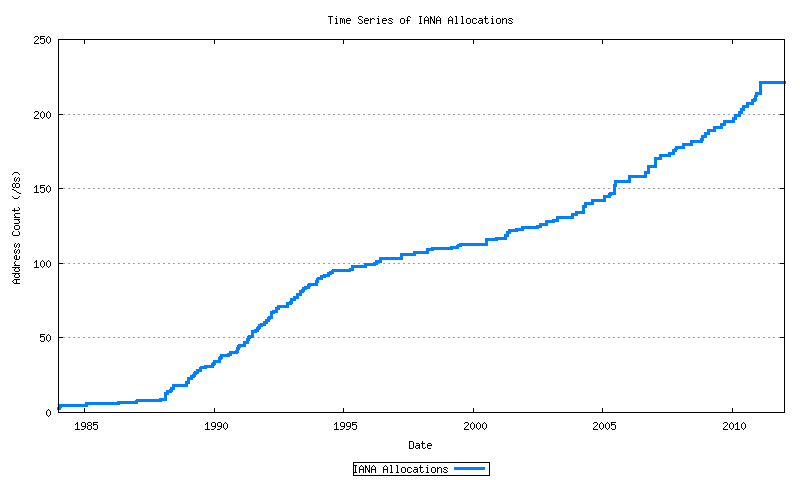 Time Series of IANA Allocations
250
200
150
100
50
0
Address Count (/8s)
1985 1990 1995 2000 2005 2010
Date
IANA Allocations